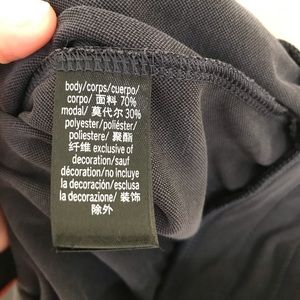 body/corps/cuerpo/
corpo/ 面料 70%
modal/ 莫代尔 30%
polyester/poliéster/
poliestere/ 聚酯
纤维 exclusive of
decoration/sauf
décoration/no incluye
la decoración/esclusa
la decorazione/ 装饰
除外